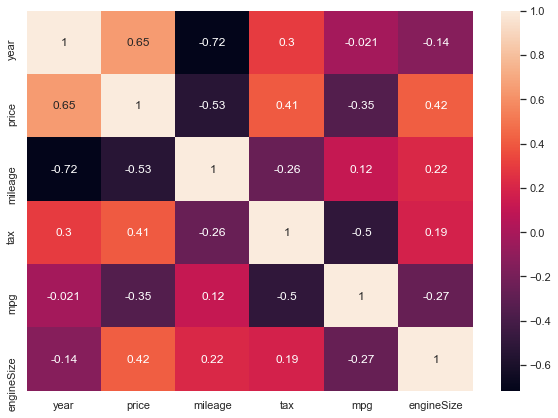 year 1 0.65 -0.72 0.3 -0.021 -0.14
price 0.65 1 -0.53 0.41 -0.35 0.42
mileage -0.72 -0.53 1 -0.26 0.12 0.22
tax 0.3 0.41 -0.26 1 -0.5 0.19
mpg -0.021 -0.35 0.12 -0.5 1 -0.27
engineSize -0.14 0.42 0.22 0.19 -0.27 1
year price mileage tax mpg engineSize
1.0
0.8
0.6
0.4
0.2
0.0
-0.2
-0.4
-0.6